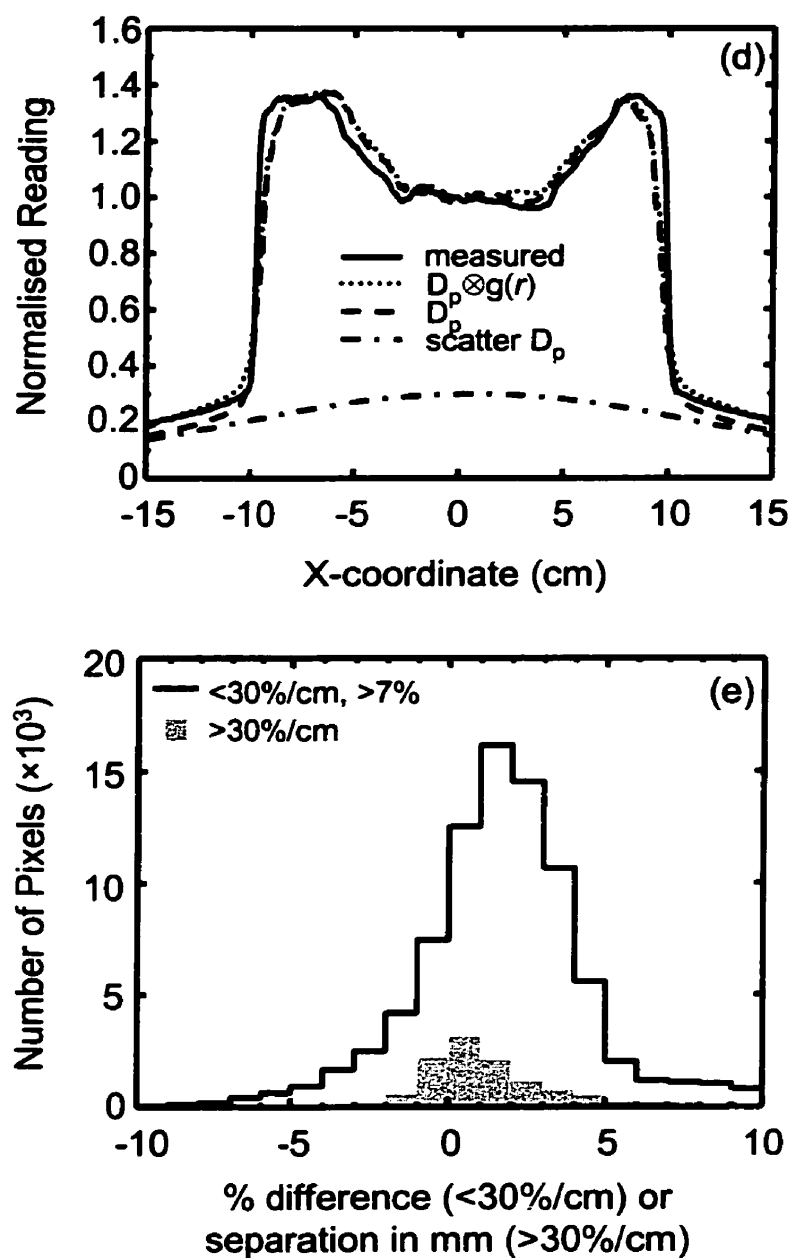 1.6
(d)
1.4
1.2
1.0
0.8
0.6
0.4
0.2
0
Normalised Reading
measured
D_p⊗g(r)
D_p
scatter D_p
-15 -10 -5 0 5 10 15
X-coordinate (cm)
20
(e)
<30%/cm, >7%
>30%/cm
15
10
5
0
Number of Pixels (×10³)
-10 -5 0 5 10
% difference (<30%/cm) or
separation in mm (>30%/cm)